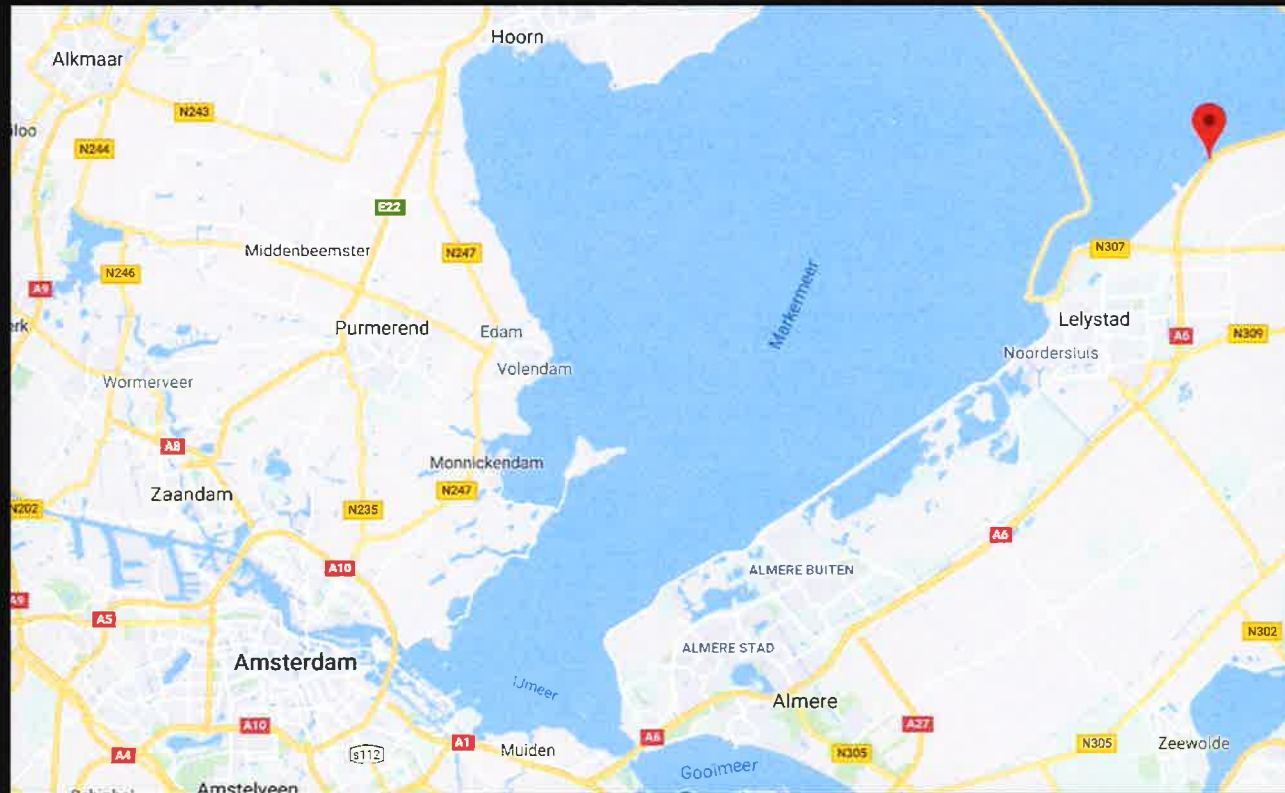 Hoorn
Alkmaar
N243
N244
E22
Middenbeemster
N247
N307
N246
A9
Markermeer
Purmerend
Edam
Lelystad
A6
N309
Noordersluis
Volendam
Wormerveer
A8
Monnickendam
N247
Zaandam
N202
N235
A6
A10
ALMERE BUITEN
A9
A5
N302
ALMERE STAD
Amsterdam
IJmeer
Almere
A10
A27
A1
A6
s112
Muiden
N305
N305
Zeewolde
A4
Gooimeer
Amstelveen